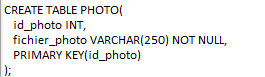 CREATE TABLE PHOTO(
id_photo INT,
fichier_photo VARCHAR(250) NOT NULL,
PRIMARY KEY(id_photo)
);